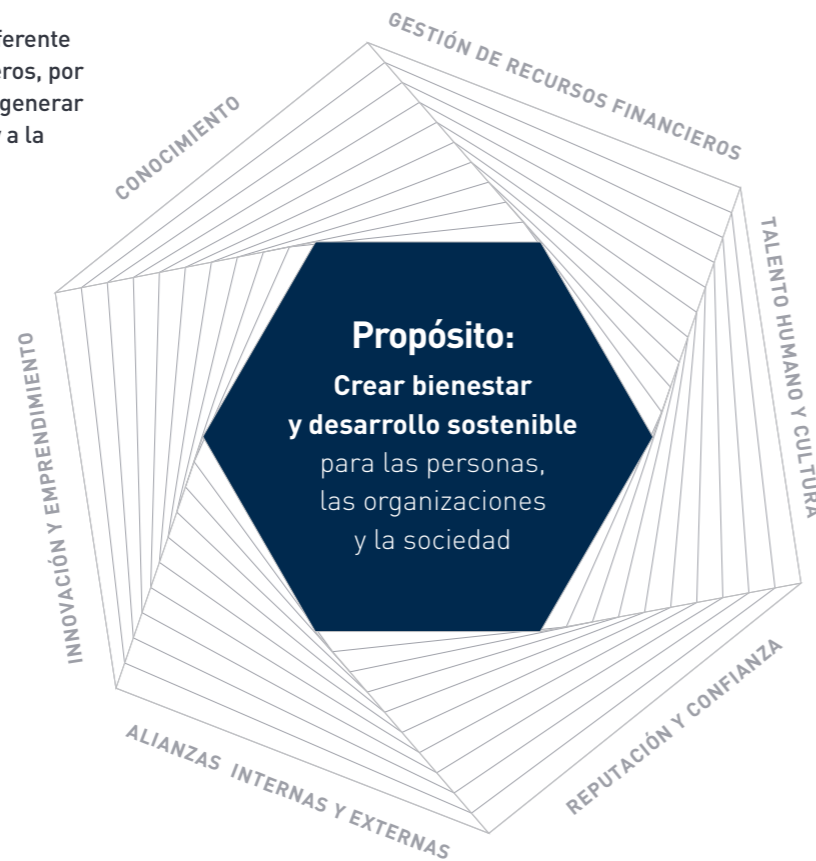 ferente
eros, por
generar
a la
GESTIÓN DE RECURSOS FINANCIEROS
CONOCIMIENTO
TALENTO HUMANO Y CULTURA
Propósito:
Crear bienestar
y desarrollo sostenible
para las personas,
las organizaciones
y la sociedad
INNOVACIÓN Y EMPRENDIMIENTO
REPUTACIÓN Y CONFIANZA
ALIANZAS INTERNAS Y EXTERNAS